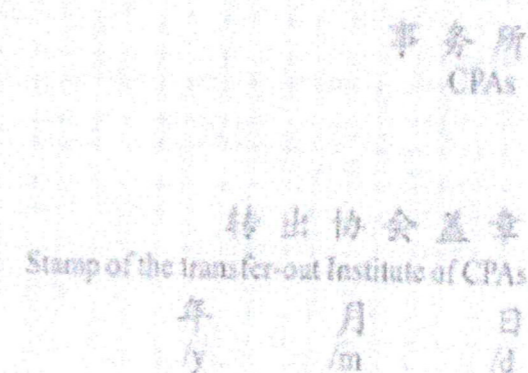 事务所
CPAs
转出协会盖章
Stamp of the transfer-out Institute of CPAs
年 月 日
/y /m /d